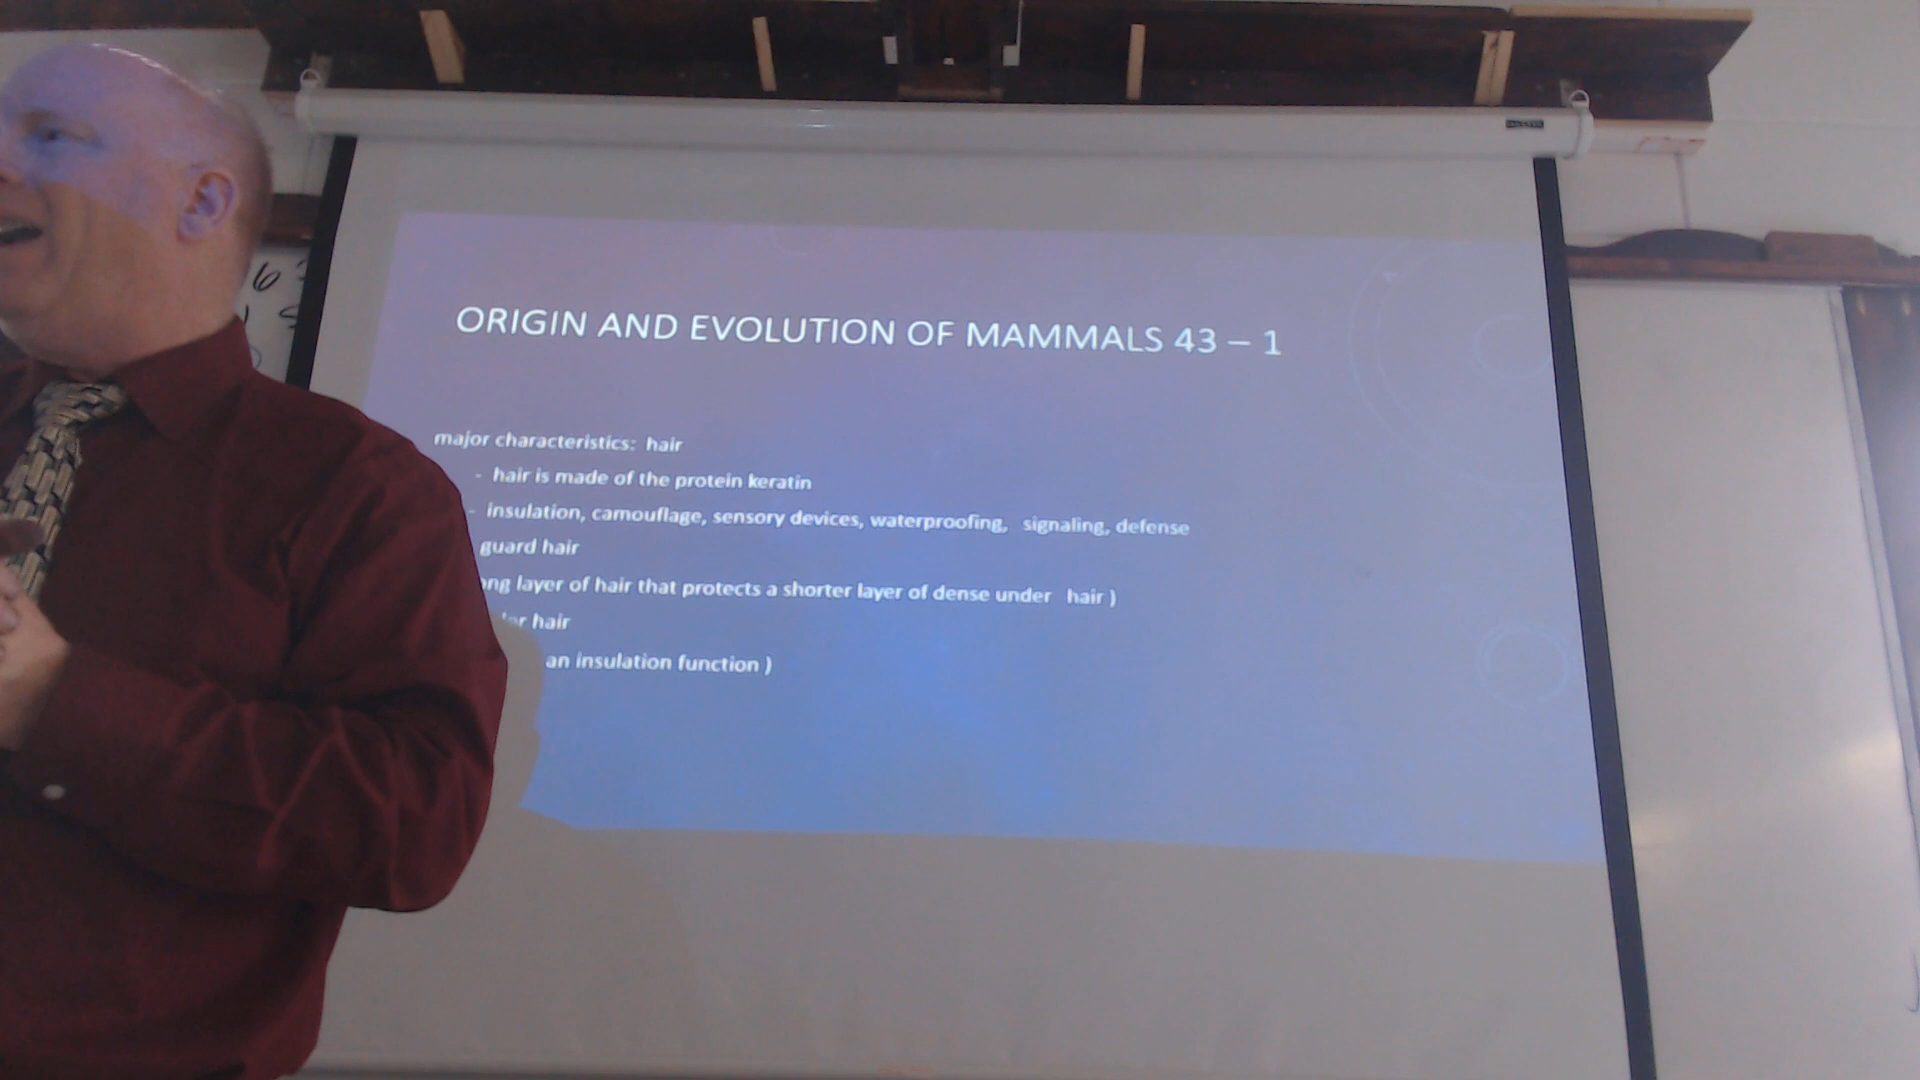 ORIGIN AND EVOLUTION OF MAMMALS 43 – 1
major characteristics: hair
- hair is made of the protein keratin
- insulation, camouflage, sensory devices, waterproofing, signaling, defense
guard hair
layer of hair that protects a shorter layer of dense under hair )
hair
an insulation function )
6